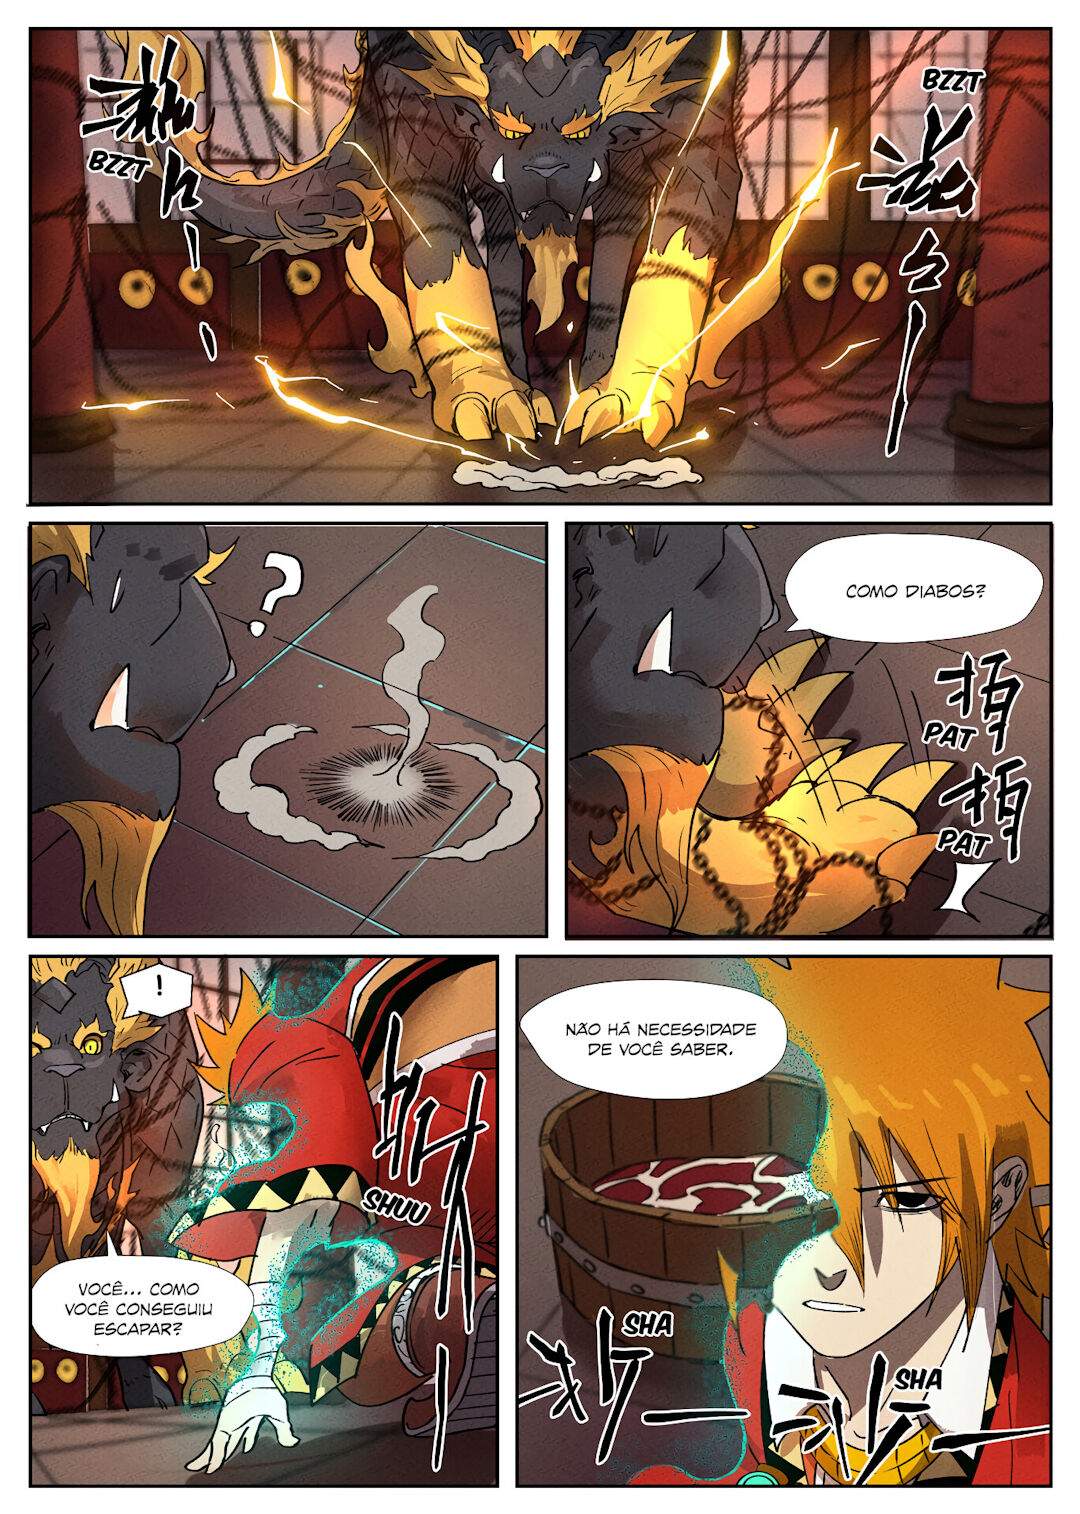 BZZT
BZZT
?
COMO DIABOS?
PAT
PAT
!
SHUU
VOCÊ... COMO
VOCÊ CONSEGUIU
ESCAPAR?
NÃO HÁ NECESSIDADE
DE VOCÊ SABER.
SHA
SHA